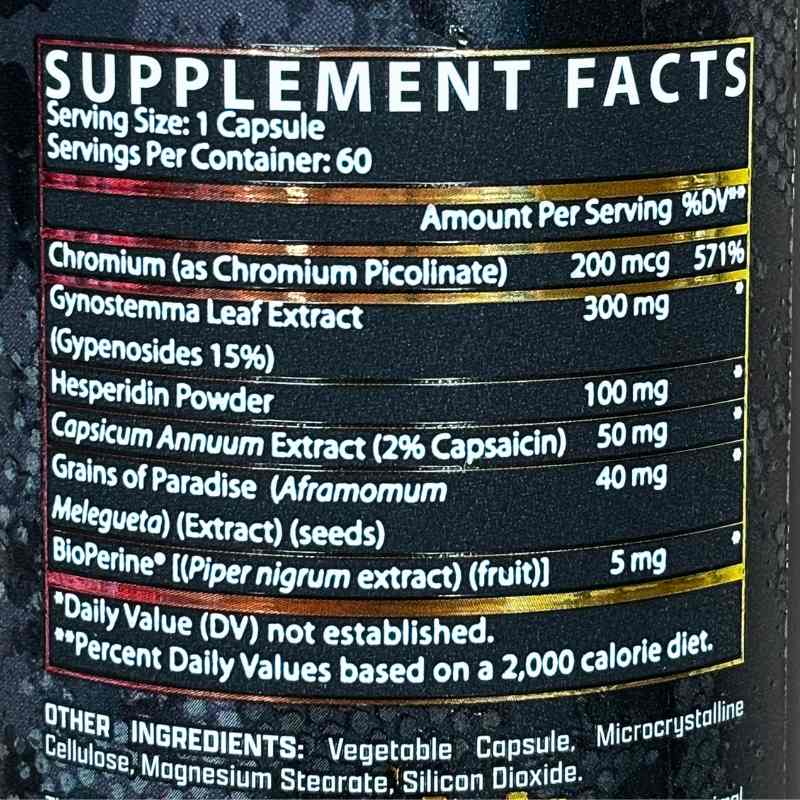 SUPPLEMENT FACTS
Serving Size: 1 Capsule
Servings Per Container: 60
Amount Per Serving %DV**
Chromium (as Chromium Picolinate) 200 mcg 571%
Gynostemma Leaf Extract 300 mg *
(Gypenosides 15%)
Hesperidin Powder 100 mg *
Capsicum Annuum Extract (2% Capsaicin) 50 mg *
Grains of Paradise (Aframomum 40 mg *
Melegueta) (Extract) (seeds)
BioPerine® [(Piper nigrum extract) (fruit)] 5 mg *
*Daily Value (DV) not established.
**Percent Daily Values based on a 2,000 calorie diet.
OTHER INGREDIENTS: Vegetable Capsule, Microcrystalline
Cellulose, Magnesium Stearate, Silicon Dioxide.